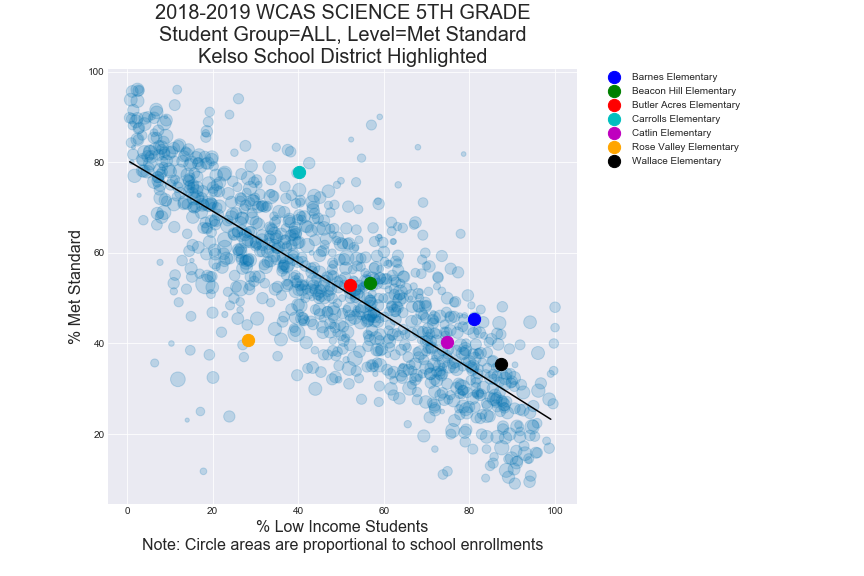 2018-2019 WCAS SCIENCE 5TH GRADE
Student Group=ALL, Level=Met Standard
Kelso School District Highlighted
100
80
60
40
20
% Met Standard
0
20
40
60
80
100
% Low Income Students
Note: Circle areas are proportional to school enrollments
Barnes Elementary
Beacon Hill Elementary
Butler Acres Elementary
Carrolls Elementary
Catlin Elementary
Rose Valley Elementary
Wallace Elementary